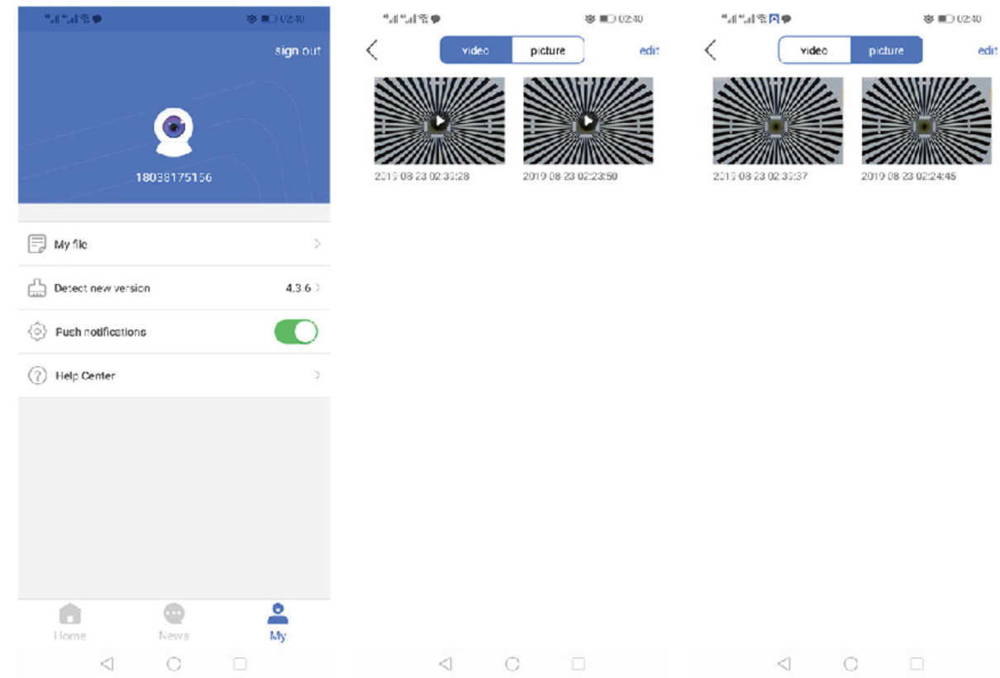 02:40
sign out
18038175156
My file
Detect new version 4.3.6
Push notifications
Help Center
Home News My
02:40
video picture edit
2019-08-23 02:39:28 2019-08-23 02:23:50
02:40
video picture edit
2019-08-23 02:39:37 2019-08-23 02:24:45